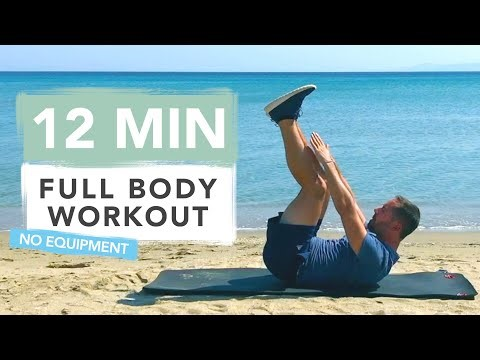 12 MIN
FULL BODY
WORKOUT
NO EQUIPMENT